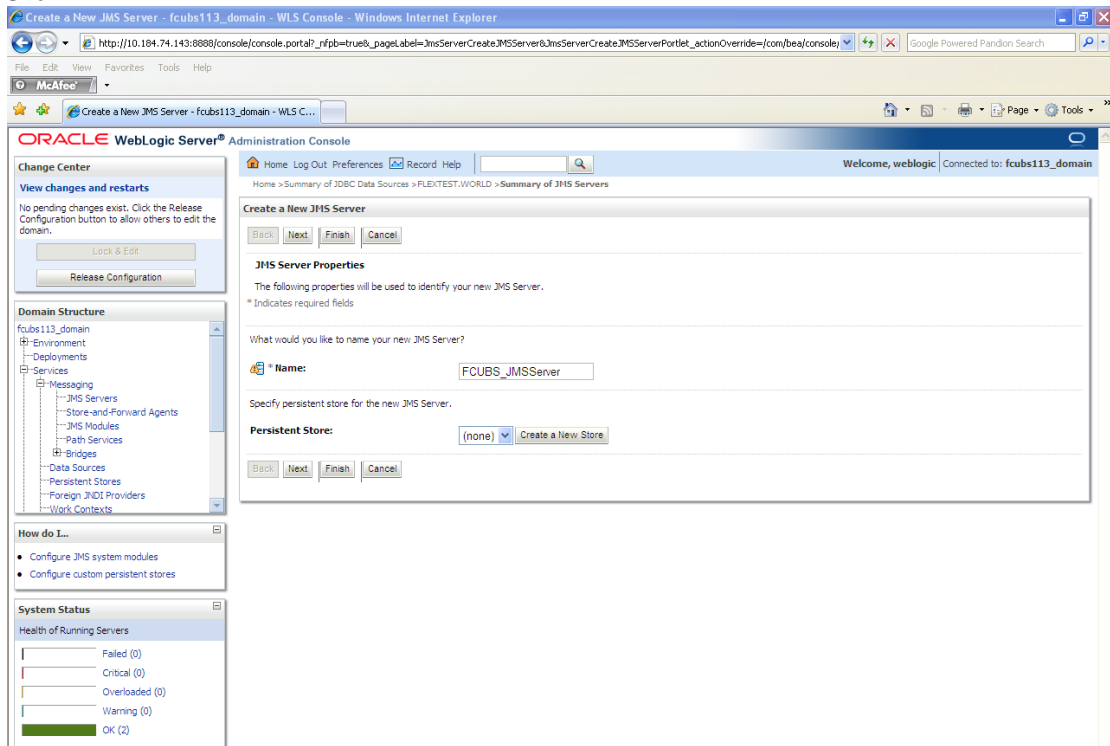 Create a New JMS Server - fcubs113_domain - WLS Console - Windows Internet Explorer
http://10.184.74.143:8888/console/console.portal?_nfpb=true&_pageLabel=JmsServerCreateJMSServer&JmsServerCreateJMSServerPortlet_actionOverride=/com/bea/console/
Google Powered Pandion Search
File Edit View Favorites Tools Help
McAfee
Create a New JMS Server - fcubs113_domain - WLS C...
Page Tools
ORACLE WebLogic Server® Administration Console
Change Center
View changes and restarts
No pending changes exist. Click the Release
Configuration button to allow others to edit the
domain.
Lock & Edit
Release Configuration
Domain Structure
fcubs113_domain
Environment
Deployments
Services
Messaging
JMS Servers
Store-and-Forward Agents
JMS Modules
Path Services
Bridges
Data Sources
Persistent Stores
Foreign JNDI Providers
Work Contexts
How do I...
Configure JMS system modules
Configure custom persistent stores
System Status
Health of Running Servers
Failed (0)
Critical (0)
Overloaded (0)
Warning (0)
OK (2)
Home Log Out Preferences Record Help
Welcome, weblogic Connected to: fcubs113_domain
Home >Summary of JDBC Data Sources >FLEXTEST.WORLD >Summary of JMS Servers
Create a New JMS Server
Back Next Finish Cancel
JMS Server Properties
The following properties will be used to identify your new JMS Server.
* Indicates required fields
What would you like to name your new JMS Server?
* Name: FCUBS_JMSServer
Specify persistent store for the new JMS Server.
Persistent Store: (none) Create a New Store
Back Next Finish Cancel